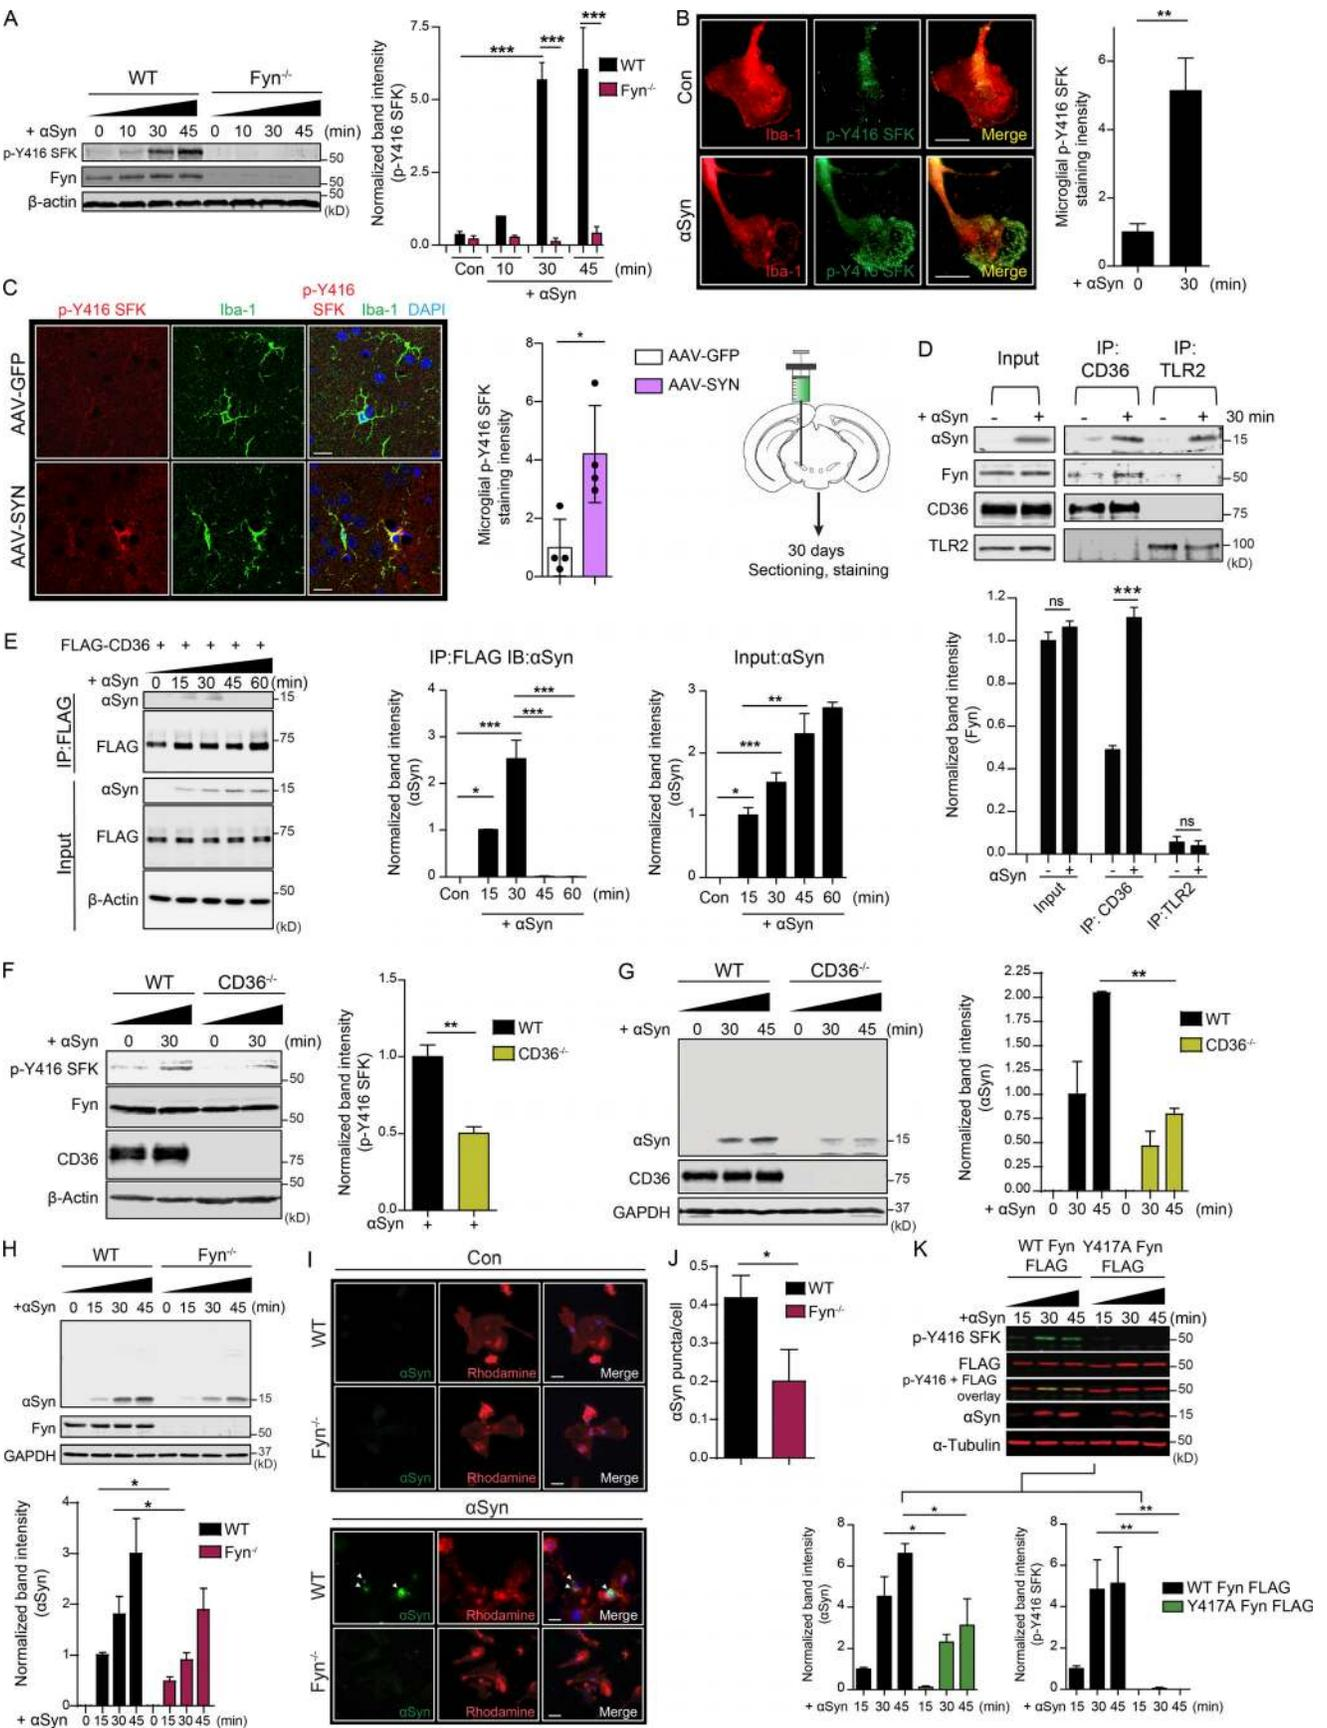 A
WT Fyn-/-
+ αSyn 0 10 30 45 0 10 30 45 (min)
p-Y416 SFK
50
Fyn
50
β-actin
50
(kD)
Normalized band intensity
(p-Y416 SFK)
7.5
5.0
2.5
0.0
***
***
***
WT
Fyn-/-
Con 10 30 45 (min)
+ αSyn
B
Con
Iba-1 p-Y416 SFK Merge
αSyn
Iba-1 p-Y416 SFK Merge
Microglial p-Y416 SFK
staining inensity
6
4
2
0
**
+ αSyn 0 30 (min)
C
p-Y416 SFK Iba-1 p-Y416
SFK Iba-1 DAPI
AAV-GFP
AAV-SYN
Microglial p-Y416 SFK
staining inensity
8
6
4
2
0
*
AAV-GFP
AAV-SYN
30 days
Sectioning, staining
D
Input IP:
CD36 IP:
TLR2
+ αSyn - + - + - + 30 min
αSyn 15
Fyn 50
CD36 75
TLR2 100
(kD)
Normalized band intensity
(Fyn)
1.2
1.0
0.8
0.6
0.4
0.2
0.0
ns
***
ns
αSyn - + - + - +
Input
IP: CD36
IP:TLR2
E
FLAG-CD36 + + + + +
+ αSyn 0 15 30 45 60 (min)
IP:FLAG
αSyn 15
FLAG 75
Input
αSyn 15
FLAG 75
β-Actin 50
(kD)
IP:FLAG IB:αSyn
Normalized band intensity
(αSyn)
4
3
2
1
0
*
***
***
***
Con 15 30 45 60 (min)
+ αSyn
Input:αSyn
Normalized band intensity
(αSyn)
3
2
1
0
*
***
**
Con 15 30 45 60 (min)
+ αSyn
F
WT CD36-/-
+ αSyn 0 30 0 30 (min)
p-Y416 SFK
50
Fyn
50
CD36
75
50
β-Actin
(kD)
Normalized band intensity
(p-Y416 SFK)
1.5
1.0
0.5
0.0
**
WT
CD36-/-
αSyn + +
G
WT CD36-/-
+ αSyn 0 30 45 0 30 45 (min)
αSyn 15
CD36 75
GAPDH 37
(kD)
Normalized band intensity
(αSyn)
2.25
2.00
1.75
1.50
1.25
1.00
0.75
0.50
0.25
0.00
**
WT
CD36-/-
+ αSyn 0 30 45 0 30 45 (min)
H
WT Fyn-/-
+αSyn 0 15 30 45 0 15 30 45 (min)
αSyn 15
Fyn 50
GAPDH 37
(kD)
Normalized band intensity
(αSyn)
4
3
2
1
0
*
*
WT
Fyn-/
+ αSyn 0 15 30 45 0 15 30 45 (min)
I
Con
WT
αSyn Rhodamine Merge
Fyn-/-
αSyn Rhodamine Merge
αSyn
WT
αSyn Rhodamine Merge
Fyn-/-
αSyn Rhodamine Merge
J
αSyn puncta/cell
0.5
0.4
0.3
0.2
0.1
0.0
*
WT
Fyn-/-
K
WT Fyn
FLAG Y417A Fyn
FLAG
+αSyn 15 30 45 15 30 45 (min)
p-Y416 SFK 50
FLAG 50
p-Y416 + FLAG
overlay 50
αSyn 15
α-Tubulin 50
(kD)
Normalized band intensity
(αSyn)
8
6
4
2
0
*
*
+ αSyn 15 30 45 15 30 45 (min)
Normalized band intensity
(p-Y416 SFK)
8
6
4
2
0
**
**
+ αSyn 15 30 45 15 30 45 (min)
WT Fyn FLAG
Y417A Fyn FLAG